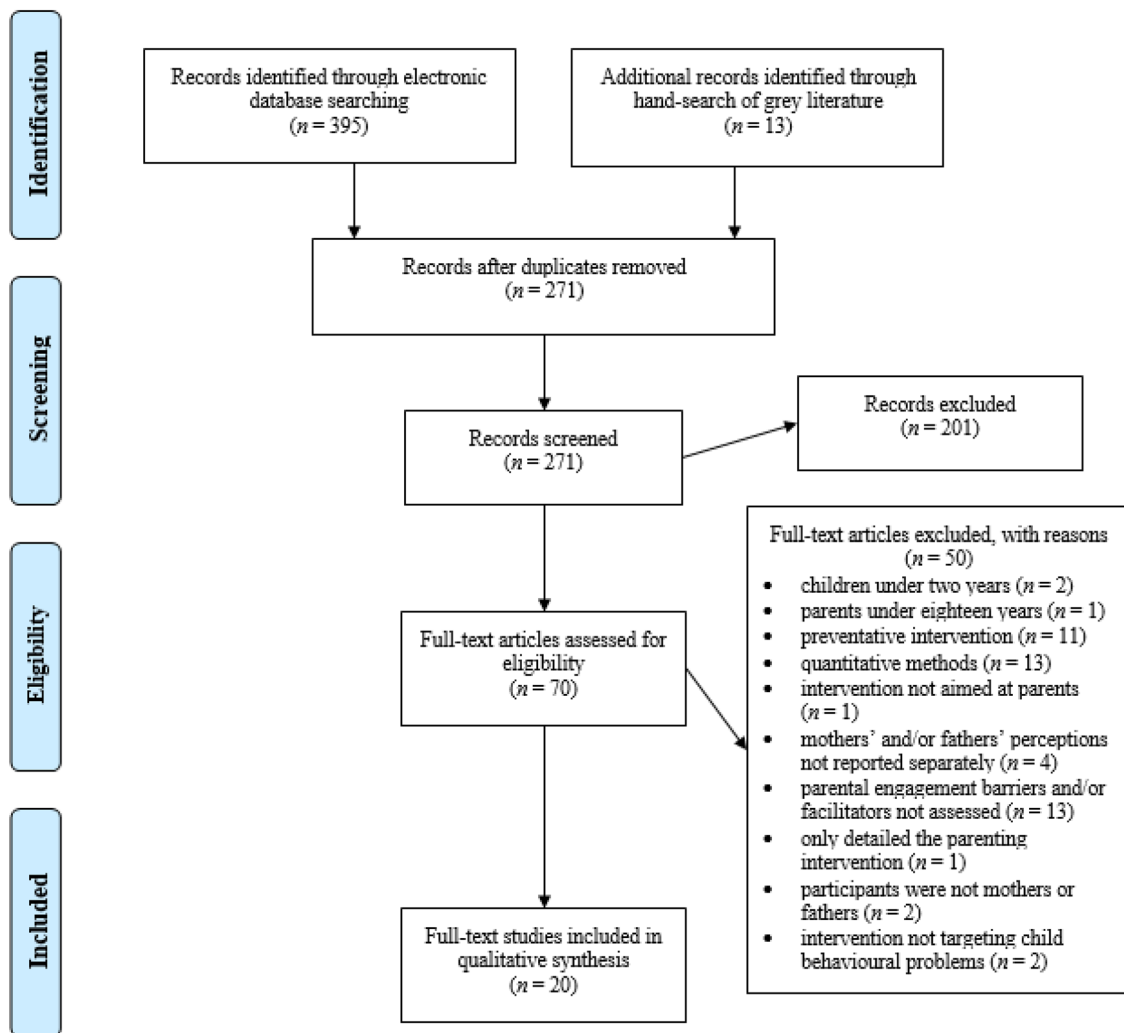 Identification
Records identified through electronic
database searching
(n = 395)
Additional records identified through
hand-search of grey literature
(n = 13)
Records after duplicates removed
(n = 271)
Screening
Records screened
(n = 271)
Records excluded
(n = 201)
Eligibility
Full-text articles assessed for
eligibility
(n = 70)
Full-text articles excluded, with reasons
(n = 50)
• children under two years (n = 2)
• parents under eighteen years (n = 1)
• preventative intervention (n = 11)
• quantitative methods (n = 13)
• intervention not aimed at parents
(n = 1)
• mothers’ and/or fathers’ perceptions
not reported separately (n = 4)
• parental engagement barriers and/or
facilitators not assessed (n = 13)
• only detailed the parenting
intervention (n = 1)
• participants were not mothers or
fathers (n = 2)
• intervention not targeting child
behavioural problems (n = 2)
Included
Full-text studies included in
qualitative synthesis
(n = 20)